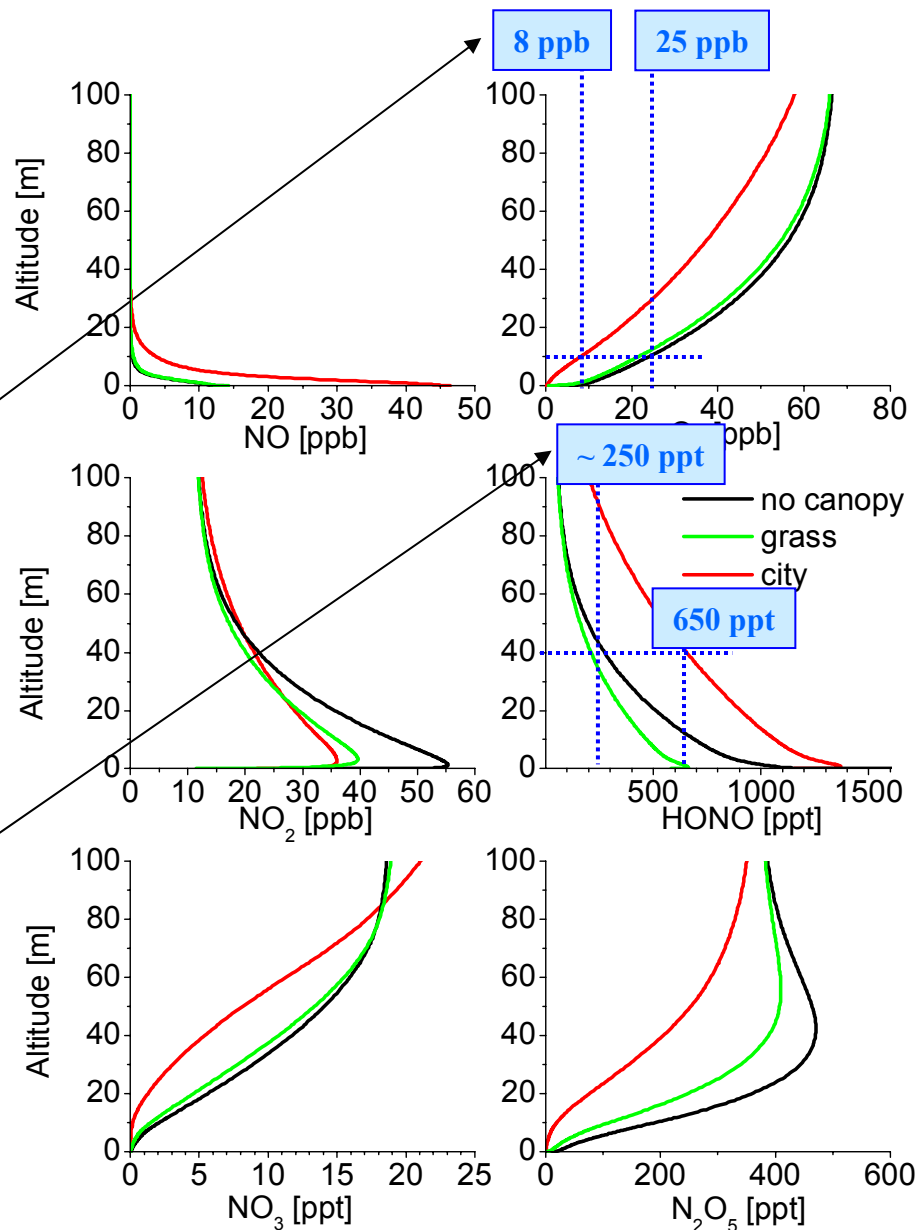 8 ppb
25 ppb
100
80
60
40
20
0
Altitude [m]
0 10 20 30 40 50
NO [ppb]
100
80
60
40
20
0
0 20 40 60 80
ppb]
100
80
60
40
20
0
Altitude [m]
0 10 20 30 40 50 60
NO₂ [ppb]
~ 250 ppt
650 ppt
no canopy
grass
city
100
80
60
40
20
0
500 1000 1500
HONO [ppt]
100
80
60
40
20
0
Altitude [m]
0 5 10 15 20 25
NO₃ [ppt]
100
80
60
40
20
0
0 200 400 600
N₂O₅ [ppt]